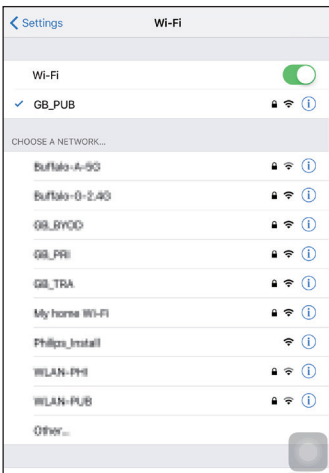 Settings
Wi-Fi
Wi-Fi
GB_PUB
CHOOSE A NETWORK...
Buffalo-A-5G
Buffalo-G-2.4G
GB_BYOD
GB_PRI
GB_TRA
My home Wi-Fi
Philips_Install
WLAN-PHI
WLAN-PUB
Other...